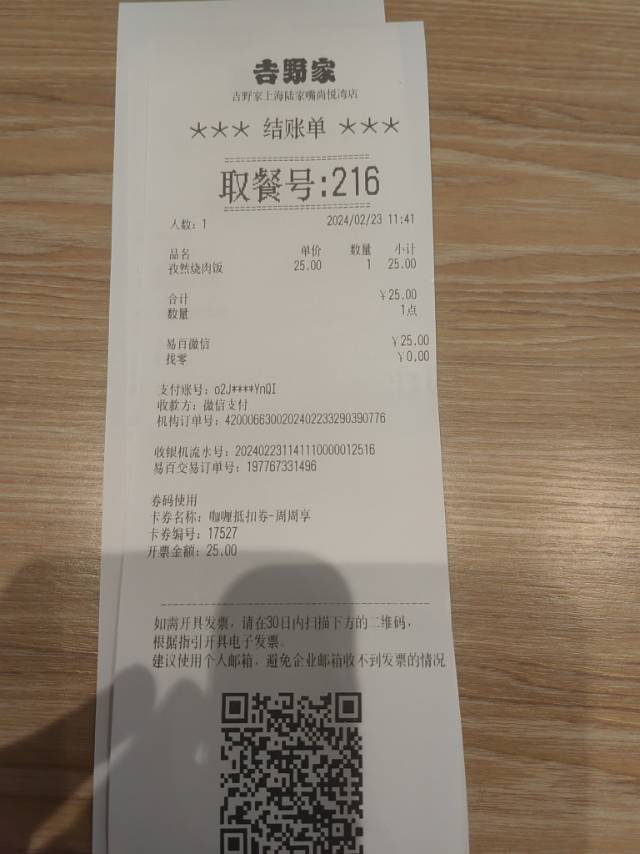 吉野家
吉野家上海陆家嘴尚悦湾店
*** 结账单 ***
取餐号:216
人数:1 2024/02/23 11:41
品名 单价 数量 小计
孜然烧肉饭 25.00 1 25.00
合计 ¥25.00
数量 1点
易百微信 ¥25.00
找零 ¥0.00
支付账号: o2J****YnQI
收款方: 微信支付
机构订单号: 4200066300202402233290390776
收银机流水号: 202402231141110000012516
易百交易订单号: 197767331496
券码使用
卡券名称: 咖喱抵扣券-周周享
卡券编号: 17527
开票金额: 25.00
如需开具发票, 请在30日内扫描下方的二维码,
根据指引开具电子发票。
建议使用个人邮箱, 避免企业邮箱收不到发票的情况